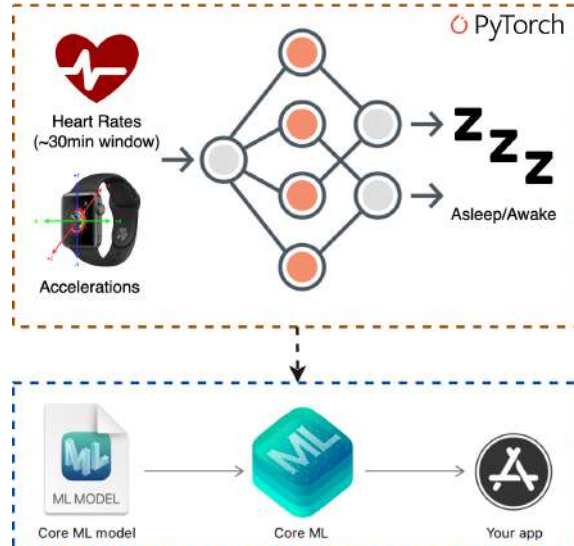 PyTorch
Heart Rates
(~30min window)
Accelerations
z
z
z
Asleep/Awake
ML
ML MODEL
ML
Core ML model
Core ML
Your app